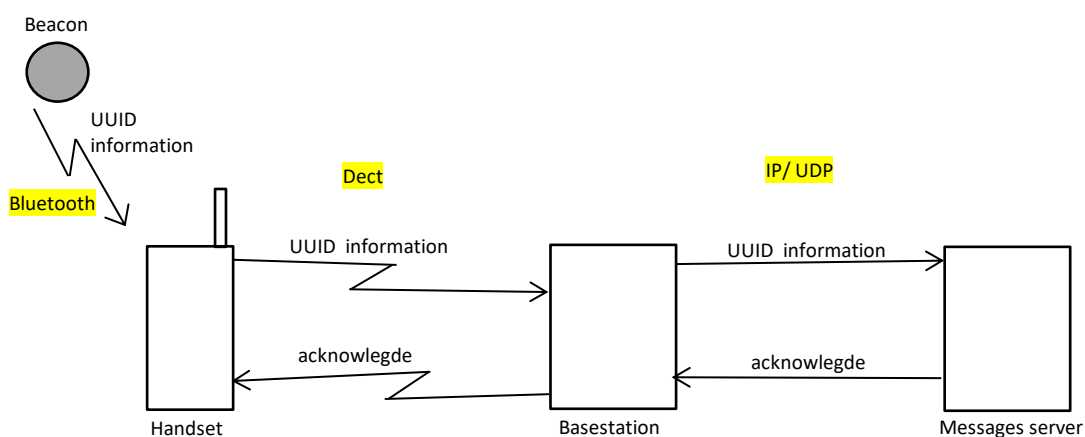 Beacon
UUID
information
Bluetooth
Dect
IP/ UDP
UUID information
UUID information
acknowlegde
acknowlegde
Handset
Basestation
Messages server